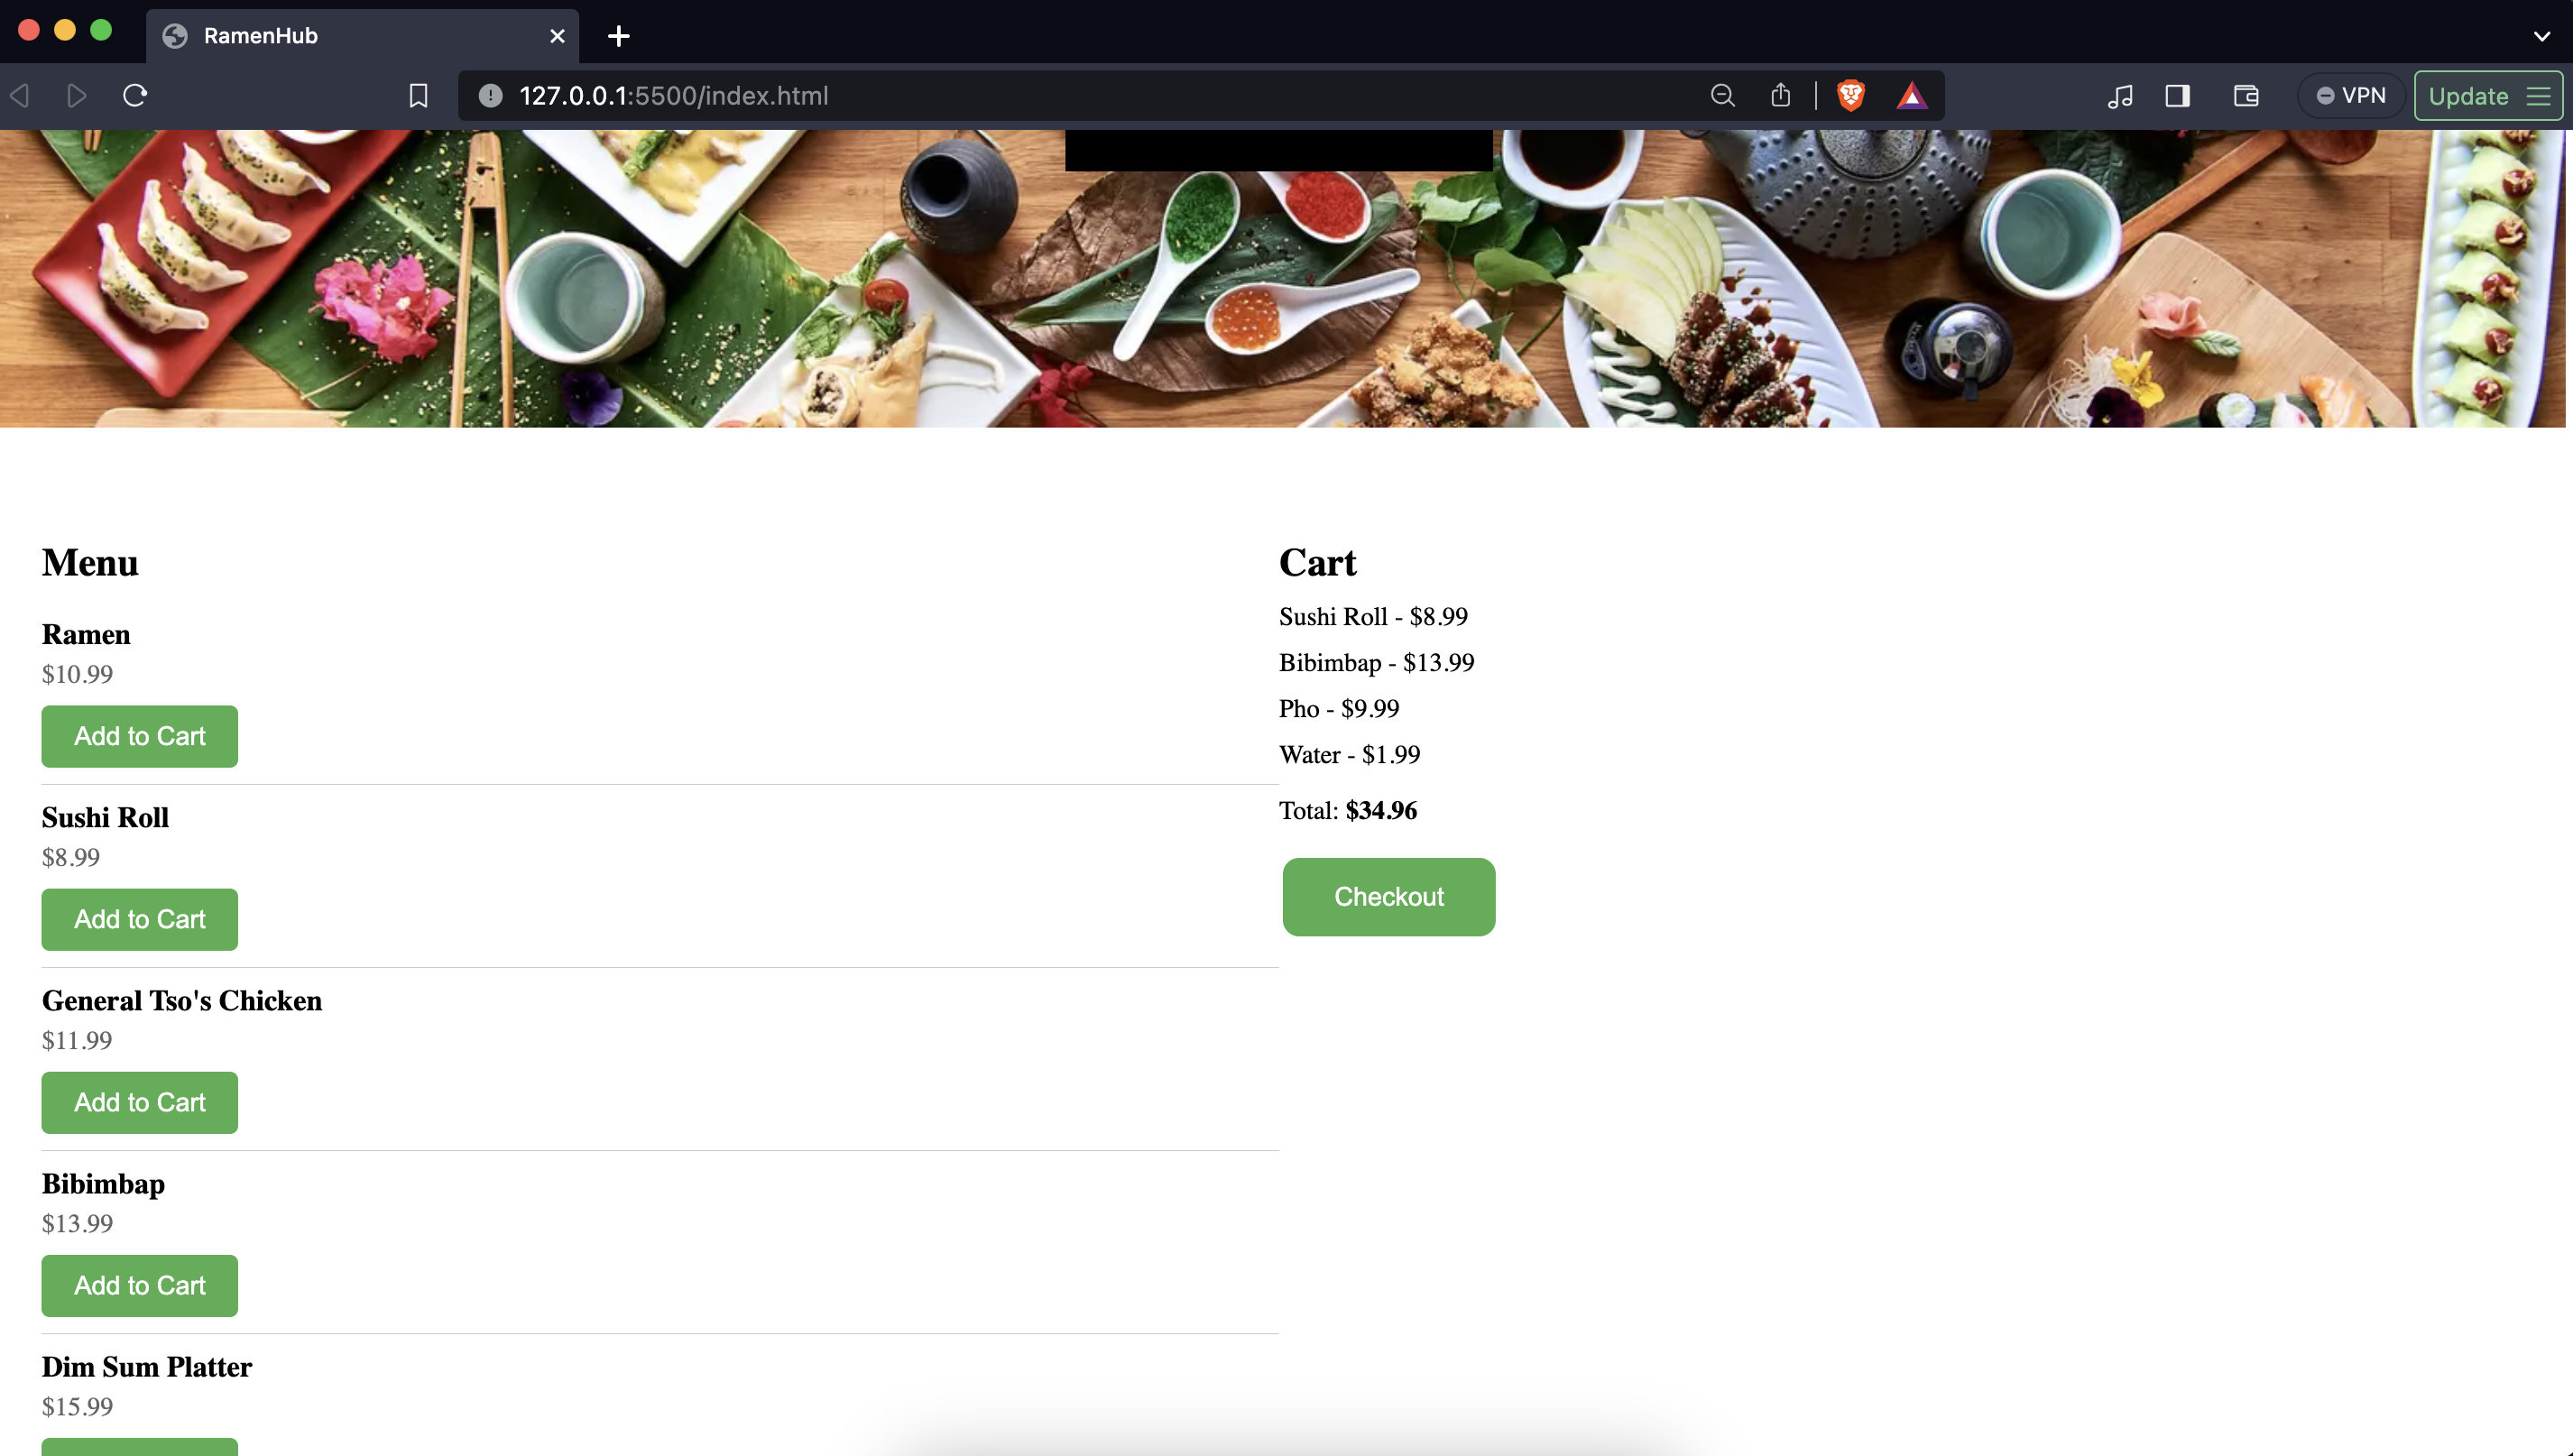 RamenHub
127.0.0.1:5500/index.html
VPN
Update
Menu
Ramen
$10.99
Add to Cart
Sushi Roll
$8.99
Add to Cart
General Tso's Chicken
$11.99
Add to Cart
Bibimbap
$13.99
Add to Cart
Dim Sum Platter
$15.99
Cart
Sushi Roll - $8.99
Bibimbap - $13.99
Pho - $9.99
Water - $1.99
Total: $34.96
Checkout